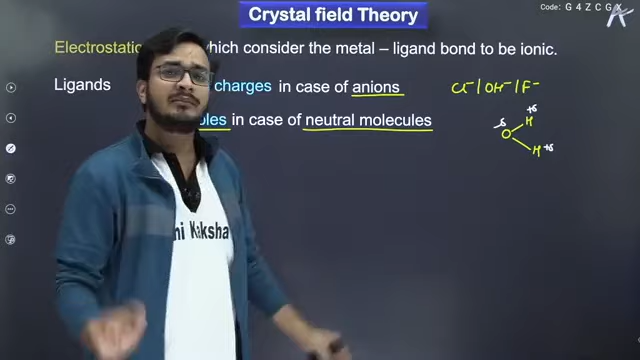 Crystal field Theory
Code: G4ZCGX
Electrostatic which consider the metal – ligand bond to be ionic.
Ligands charges in case of anions Cl⁻ / OH⁻ / F⁻
in case of neutral molecules
+δ
-δ H
O
H +δ
Kaksha